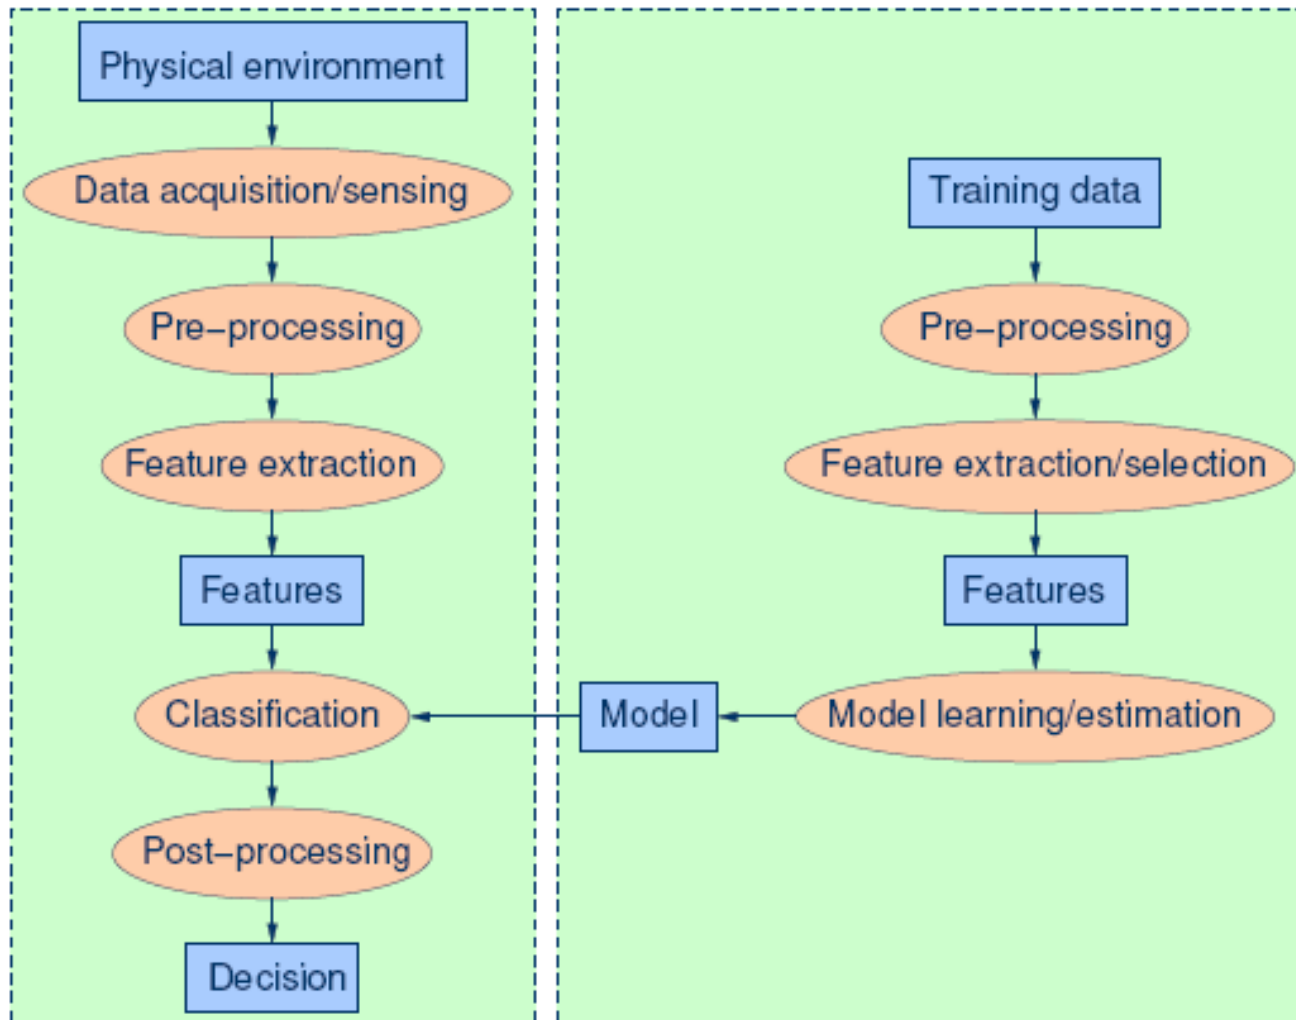 Physical environment
Data acquisition/sensing
Pre–processing
Feature extraction
Features
Classification
Post–processing
Decision
Training data
Pre–processing
Feature extraction/selection
Features
Model learning/estimation
Model